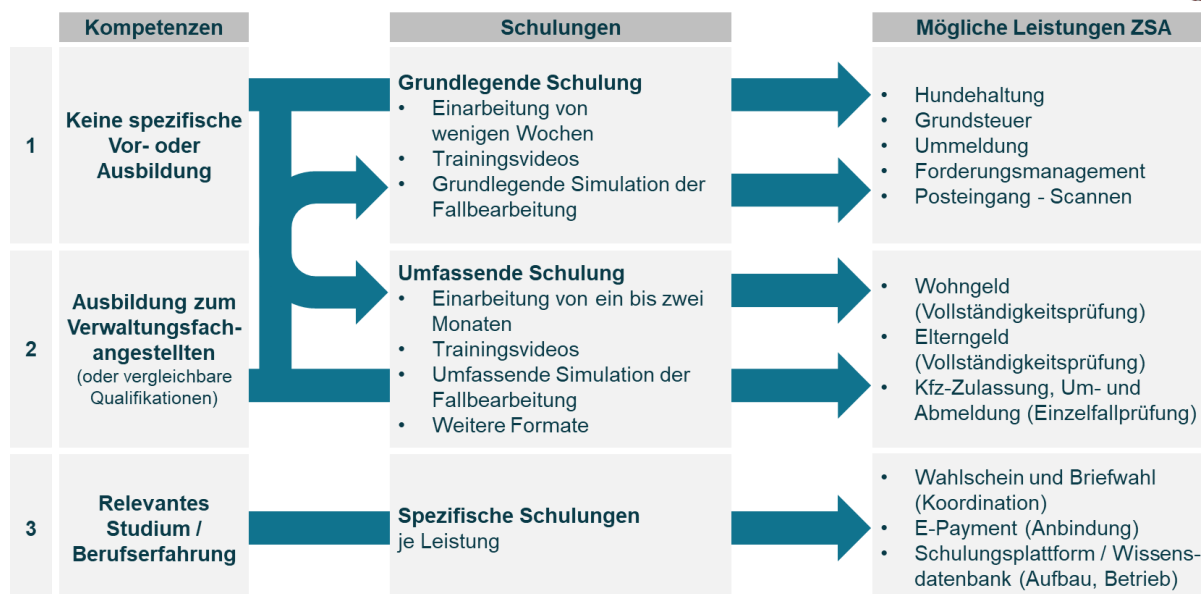 Kompetenzen
Schulungen
Mögliche Leistungen ZSA
1
Keine spezifische
Vor- oder
Ausbildung
Grundlegende Schulung
• Einarbeitung von
wenigen Wochen
• Trainingsvideos
• Grundlegende Simulation der
Fallbearbeitung
• Hundehaltung
• Grundsteuer
• Ummeldung
• Forderungsmanagement
• Posteingang - Scannen
2
Ausbildung zum
Verwaltungsfach-
angestellten
(oder vergleichbare
Qualifikationen)
Umfassende Schulung
• Einarbeitung von ein bis zwei
Monaten
• Trainingsvideos
• Umfassende Simulation der
Fallbearbeitung
• Weitere Formate
• Wohngeld
(Vollständigkeitsprüfung)
• Elterngeld
(Vollständigkeitsprüfung)
• Kfz-Zulassung, Um- und
Abmeldung (Einzelfallprüfung)
3
Relevantes
Studium /
Berufserfahrung
Spezifische Schulungen
je Leistung
• Wahlschein und Briefwahl
(Koordination)
• E-Payment (Anbindung)
• Schulungsplattform / Wissens-
datenbank (Aufbau, Betrieb)